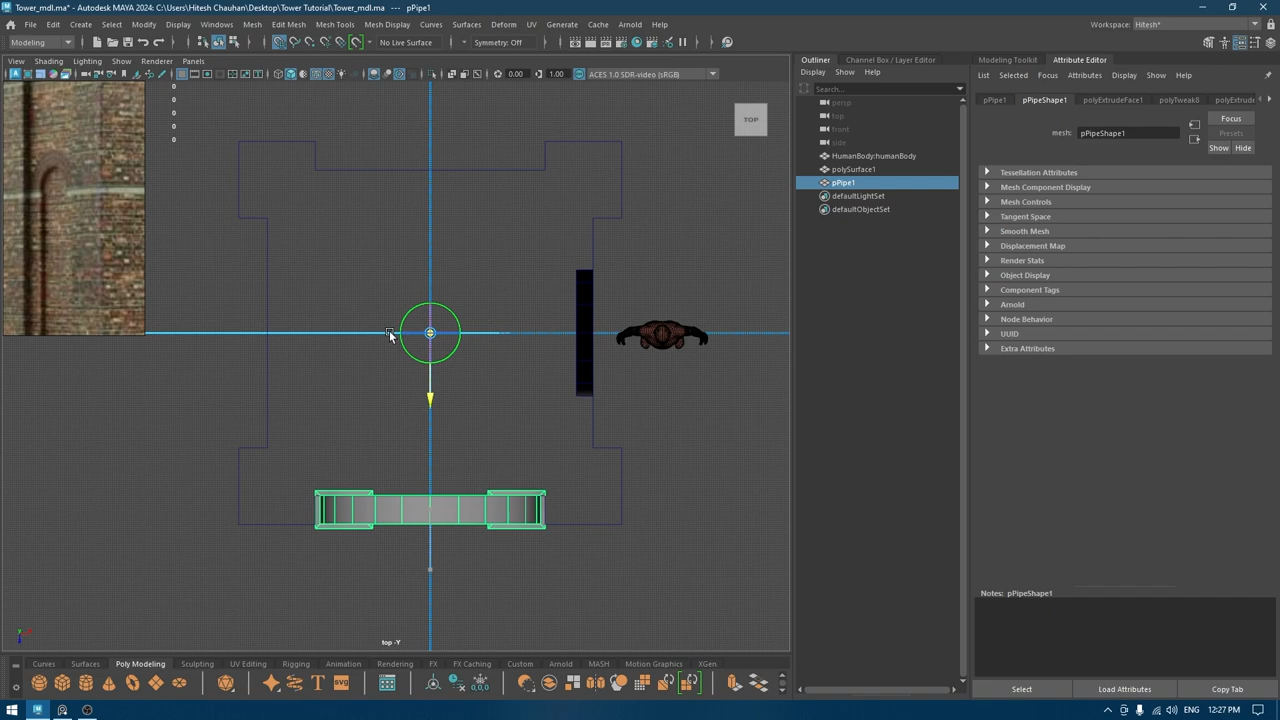 Tower_mdl.ma* - Autodesk MAYA 2024: C:\Users\Hitesh Chauhan\Desktop\Tower Tutorial\Tower_mdl.ma* --- pPipe1
File Edit Create Select Modify Display Windows Mesh Edit Mesh Mesh Tools Mesh Display Curves Surfaces Deform UV Generate Cache Arnold Help
Workspace: Hitesh*
Modeling
No Live Surface
Symmetry: Off
View Shading Lighting Show Renderer Panels
0.00
1.00
ACES 1.0 SDR-video (sRGB)
0
0
0
0
0
TOP
top -Y
Outliner
Channel Box / Layer Editor
Display Show Help
Search...
persp
top
front
side
HumanBody:humanBody
polySurface1
pPipe1
defaultLightSet
defaultObjectSet
Modeling Toolkit
Attribute Editor
List Selected Focus Attributes Display Show Help
pPipe1 pPipeShape1 polyExtrudeFace1 polyTweak8 polyExtrude
mesh: pPipeShape1
Focus
Presets
Show Hide
Tessellation Attributes
Mesh Component Display
Mesh Controls
Tangent Space
Smooth Mesh
Displacement Map
Render Stats
Object Display
Component Tags
Arnold
Node Behavior
UUID
Extra Attributes
Notes: pPipeShape1
Select
Load Attributes
Copy Tab
Curves Surfaces Poly Modeling Sculpting UV Editing Rigging Animation Rendering FX FX Caching Custom Arnold MASH Motion Graphics XGen
ENG
12:27 PM